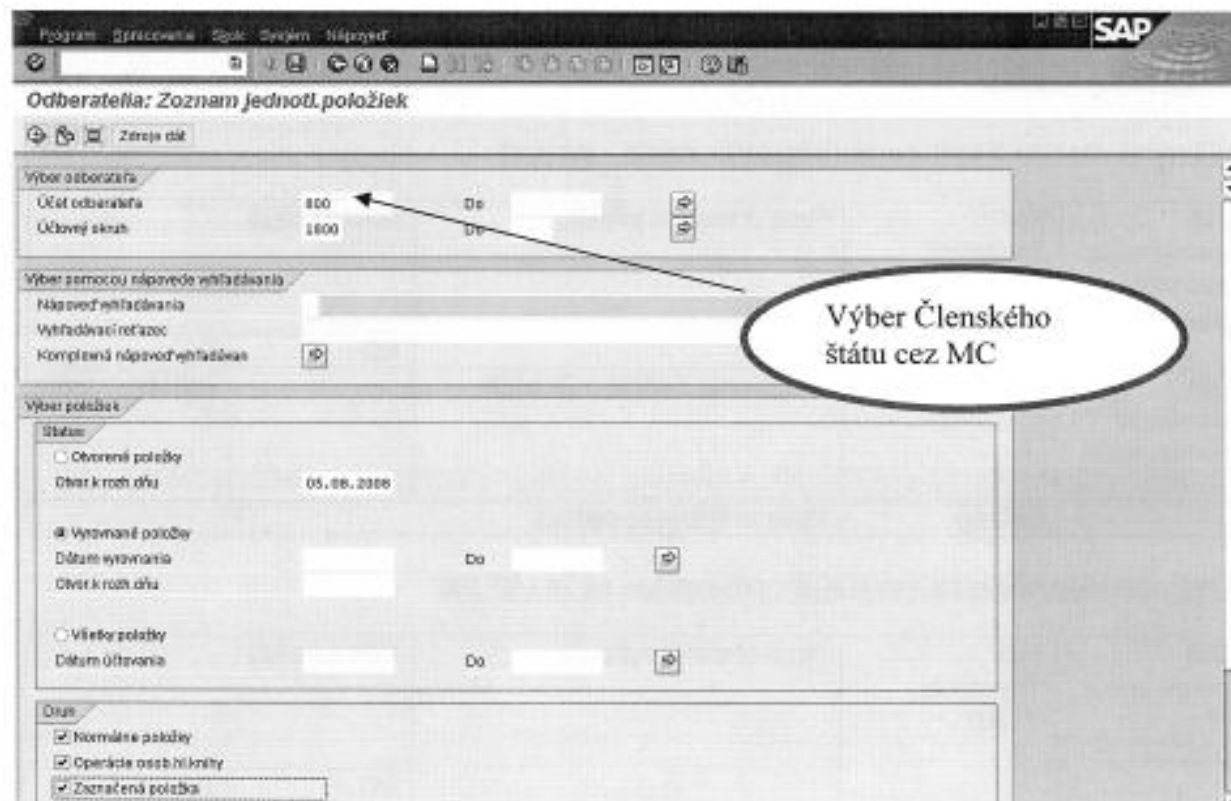 Program Spracovanie Skok Systém Nápoveď
SAP
Odberatelia: Zoznam jednotl.položiek
Zdroje dát
Výber odberateľa
Účet odberateľa 800 Do
Účtovný okruh 1600 Do
Výber pomocou nápovede vyhľadávania
Nápoveď vyhľadávania
Vyhľadávací reťazec
Komplexná nápoveď vyhľadávan
Výber Členského
štátu cez MC
Výber položiek
Status
Otvorené položky
Otvor.k rozh.dňu 05.06.2006
Vyrovnané položky
Dátum vyrovnania Do
Otvor.k rozh.dňu
Všetky položky
Dátum účtovania Do
Druh
Normálne položky
Operácie osob.hl.knihy
Zaznačená položka